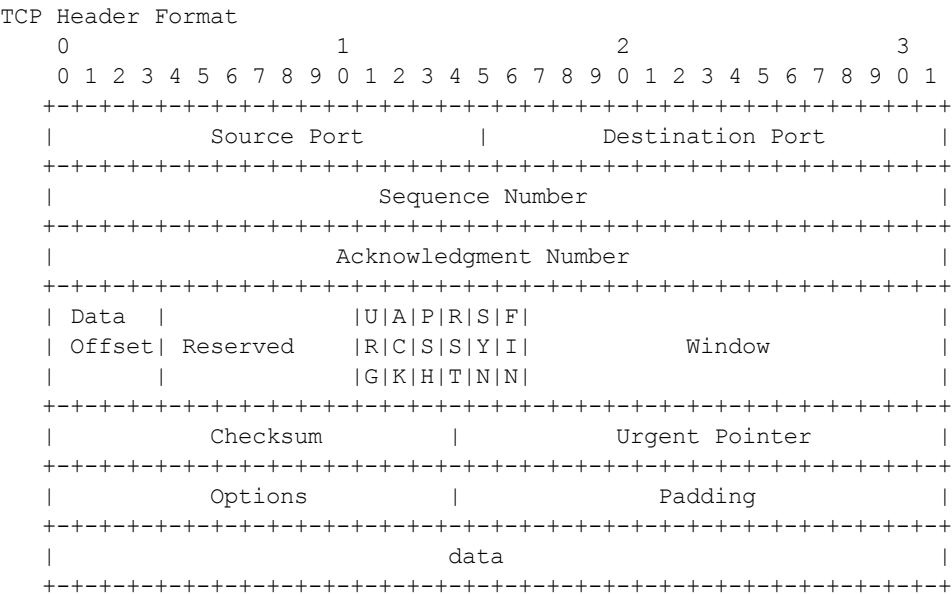 TCP Header Format
    0                   1                   2                   3
    0 1 2 3 4 5 6 7 8 9 0 1 2 3 4 5 6 7 8 9 0 1 2 3 4 5 6 7 8 9 0 1
   +-+-+-+-+-+-+-+-+-+-+-+-+-+-+-+-+-+-+-+-+-+-+-+-+-+-+-+-+-+-+-+-+
   |           Source Port        |        Destination Port        |
   +-+-+-+-+-+-+-+-+-+-+-+-+-+-+-+-+-+-+-+-+-+-+-+-+-+-+-+-+-+-+-+-+
   |                       Sequence Number                         |
   +-+-+-+-+-+-+-+-+-+-+-+-+-+-+-+-+-+-+-+-+-+-+-+-+-+-+-+-+-+-+-+-+
   |                    Acknowledgment Number                      |
   +-+-+-+-+-+-+-+-+-+-+-+-+-+-+-+-+-+-+-+-+-+-+-+-+-+-+-+-+-+-+-+-+
   | Data  |             |U|A|P|R|S|F|                             |
   | Offset| Reserved    |R|C|S|S|Y|I|           Window            |
   |       |             |G|K|H|T|N|N|                             |
   +-+-+-+-+-+-+-+-+-+-+-+-+-+-+-+-+-+-+-+-+-+-+-+-+-+-+-+-+-+-+-+-+
   |           Checksum         |           Urgent Pointer         |
   +-+-+-+-+-+-+-+-+-+-+-+-+-+-+-+-+-+-+-+-+-+-+-+-+-+-+-+-+-+-+-+-+
   |           Options          |              Padding             |
   +-+-+-+-+-+-+-+-+-+-+-+-+-+-+-+-+-+-+-+-+-+-+-+-+-+-+-+-+-+-+-+-+
   |                            data                               |
   +-+-+-+-+-+-+-+-+-+-+-+-+-+-+-+-+-+-+-+-+-+-+-+-+-+-+-+-+-+-+-+-+